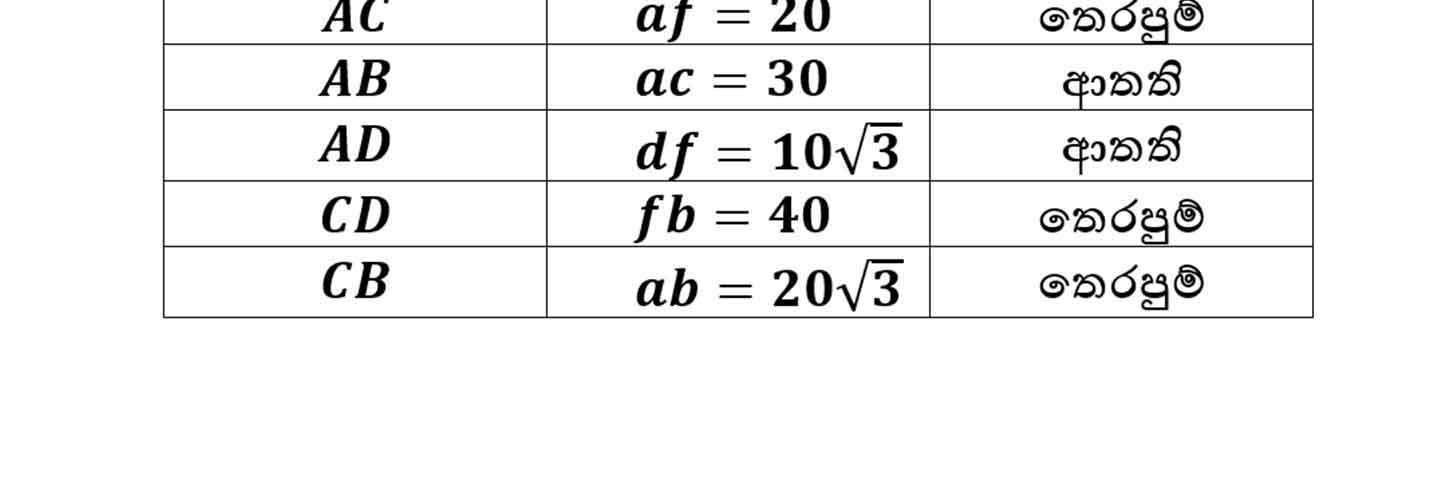 AC af = 20 තෙරපුම්
AB ac = 30 ආතති
AD df = 10√3 ආතති
CD fb = 40 තෙරපුම්
CB ab = 20√3 තෙරපුම්